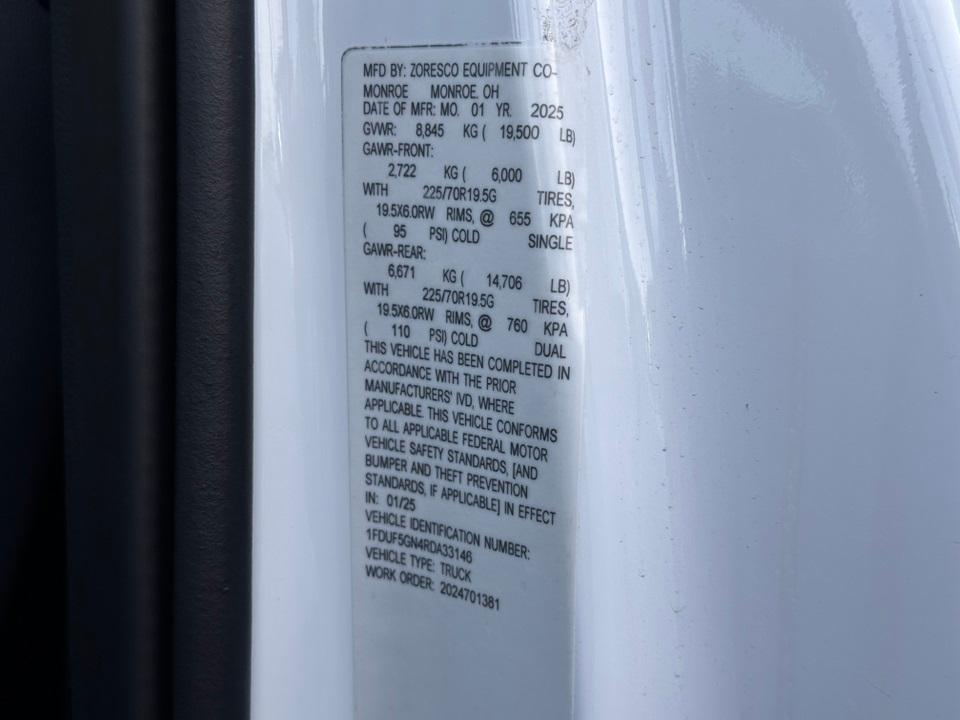 MFD BY: ZORESCO EQUIPMENT CO-
MONROE MONROE, OH
DATE OF MFR: MO. 01 YR. 2025
GVWR: 8,845 KG ( 19,500 LB)
GAWR-FRONT:
2,722 KG ( 6,000 LB)
WITH 225/70R19.5G TIRES,
19.5X6.0RW RIMS, @ 655 KPA
( 95 PSI) COLD SINGLE
GAWR-REAR:
6,671 KG ( 14,706 LB)
WITH 225/70R19.5G TIRES,
19.5X6.0RW RIMS, @ 760 KPA
( 110 PSI) COLD DUAL
THIS VEHICLE HAS BEEN COMPLETED IN
ACCORDANCE WITH THE PRIOR
MANUFACTURERS' IVD, WHERE
APPLICABLE. THIS VEHICLE CONFORMS
TO ALL APPLICABLE FEDERAL MOTOR
VEHICLE SAFETY STANDARDS, [AND
BUMPER AND THEFT PREVENTION
STANDARDS, IF APPLICABLE] IN EFFECT
IN: 01/25
VEHICLE IDENTIFICATION NUMBER:
1FDUF5GN4RDA33146
VEHICLE TYPE: TRUCK
WORK ORDER: 2024701381